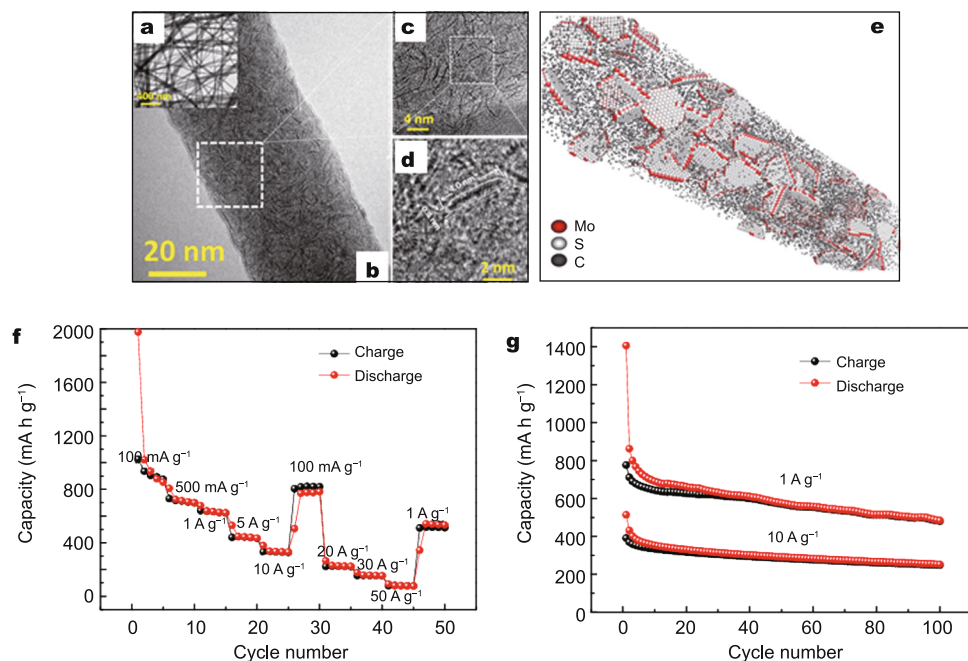 a
400 nm
20 nm
b
c
4 nm
d
2 nm
e
Mo
S
C
f
Capacity (mA h g⁻¹)
2000
1600
1200
800
400
0
Charge
Discharge
100 mA g⁻¹
500 mA g⁻¹
1 A g⁻¹
5 A g⁻¹
10 A g⁻¹
100 mA g⁻¹
20 A g⁻¹
30 A g⁻¹
50 A g⁻¹
1 A g⁻¹
0 10 20 30 40 50
Cycle number
g
Capacity (mA h g⁻¹)
1400
1200
1000
800
600
400
200
0
Charge
Discharge
1 A g⁻¹
10 A g⁻¹
0 20 40 60 80 100
Cycle number